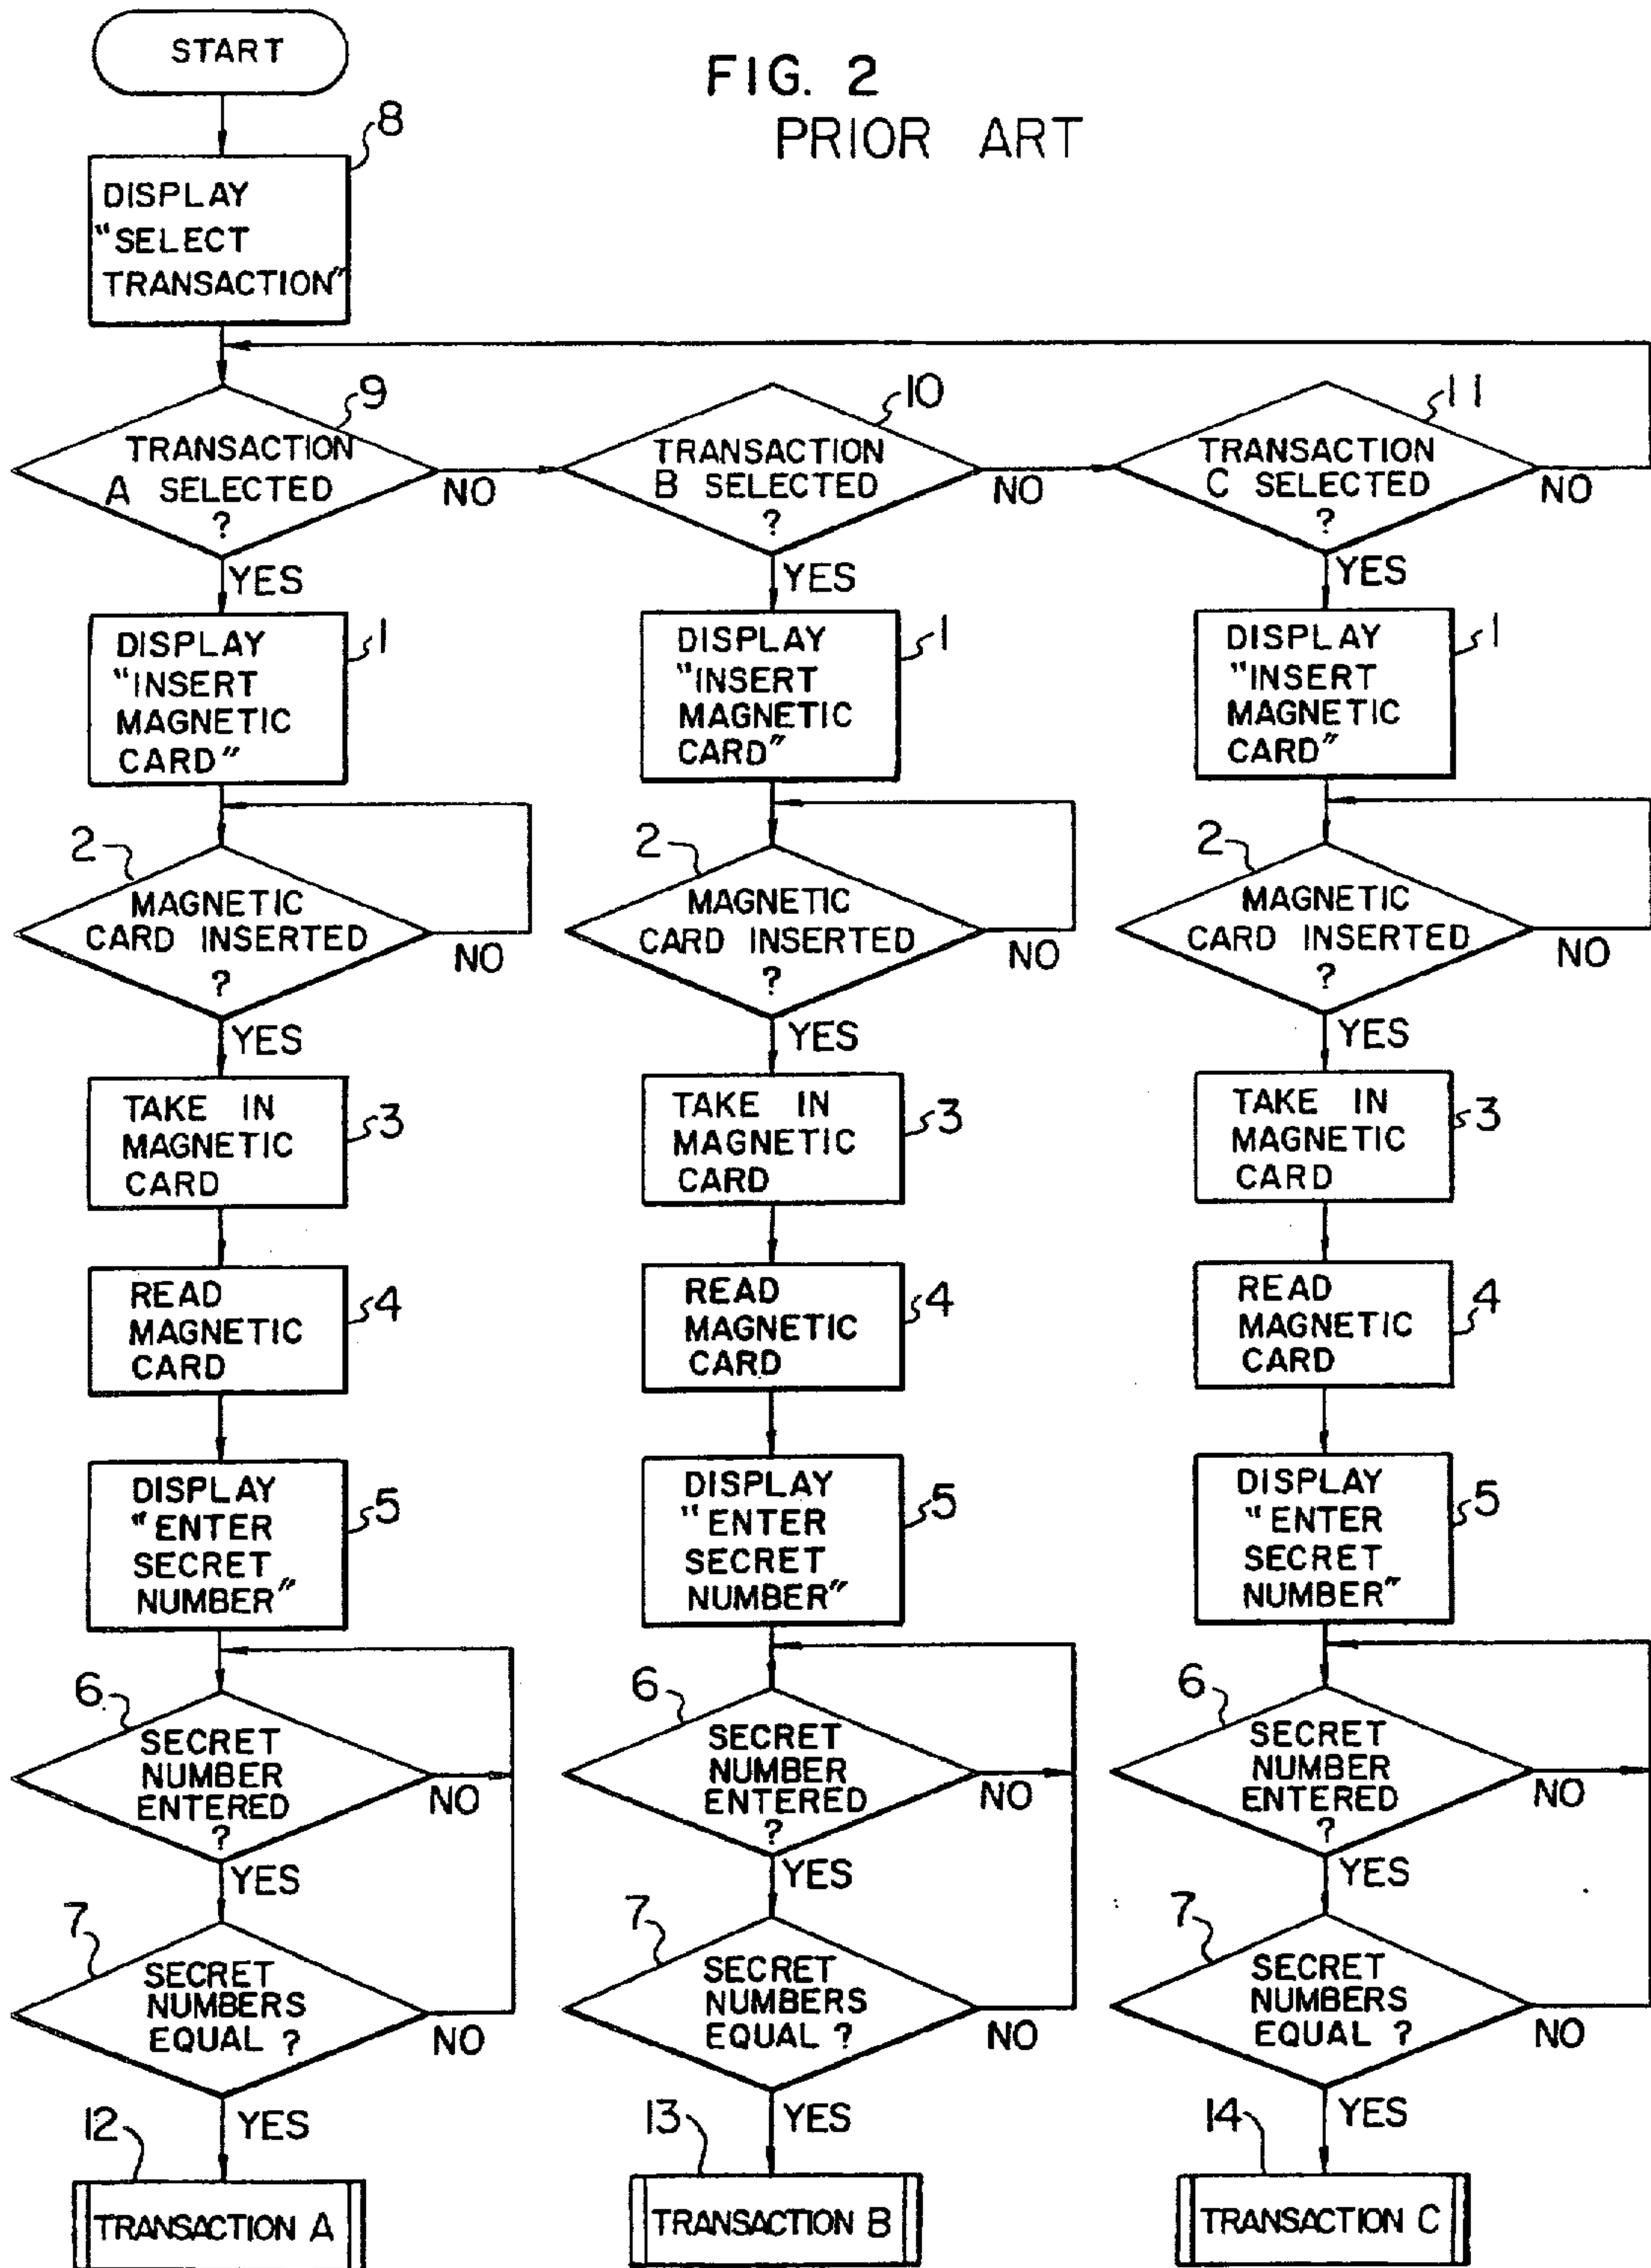 START
FIG. 2
PRIOR ART
8
DISPLAY
"SELECT
TRANSACTION"
9
TRANSACTION
A SELECTED
?
NO
YES
10
TRANSACTION
B SELECTED
?
NO
YES
11
TRANSACTION
C SELECTED
?
NO
YES
1
DISPLAY
"INSERT
MAGNETIC
CARD"
1
DISPLAY
"INSERT
MAGNETIC
CARD"
1
DISPLAY
"INSERT
MAGNETIC
CARD"
2
MAGNETIC
CARD INSERTED
?
NO
YES
2
MAGNETIC
CARD INSERTED
?
NO
YES
2
MAGNETIC
CARD INSERTED
?
NO
YES
3
TAKE IN
MAGNETIC
CARD
3
TAKE IN
MAGNETIC
CARD
3
TAKE IN
MAGNETIC
CARD
4
READ
MAGNETIC
CARD
4
READ
MAGNETIC
CARD
4
READ
MAGNETIC
CARD
5
DISPLAY
"ENTER
SECRET
NUMBER"
5
DISPLAY
"ENTER
SECRET
NUMBER"
5
DISPLAY
"ENTER
SECRET
NUMBER"
6
SECRET
NUMBER
ENTERED
?
NO
YES
6
SECRET
NUMBER
ENTERED
?
NO
YES
6
SECRET
NUMBER
ENTERED
?
NO
YES
7
SECRET
NUMBERS
EQUAL ?
NO
YES
7
SECRET
NUMBERS
EQUAL ?
NO
YES
7
SECRET
NUMBERS
EQUAL ?
NO
YES
12
TRANSACTION A
13
TRANSACTION B
14
TRANSACTION C